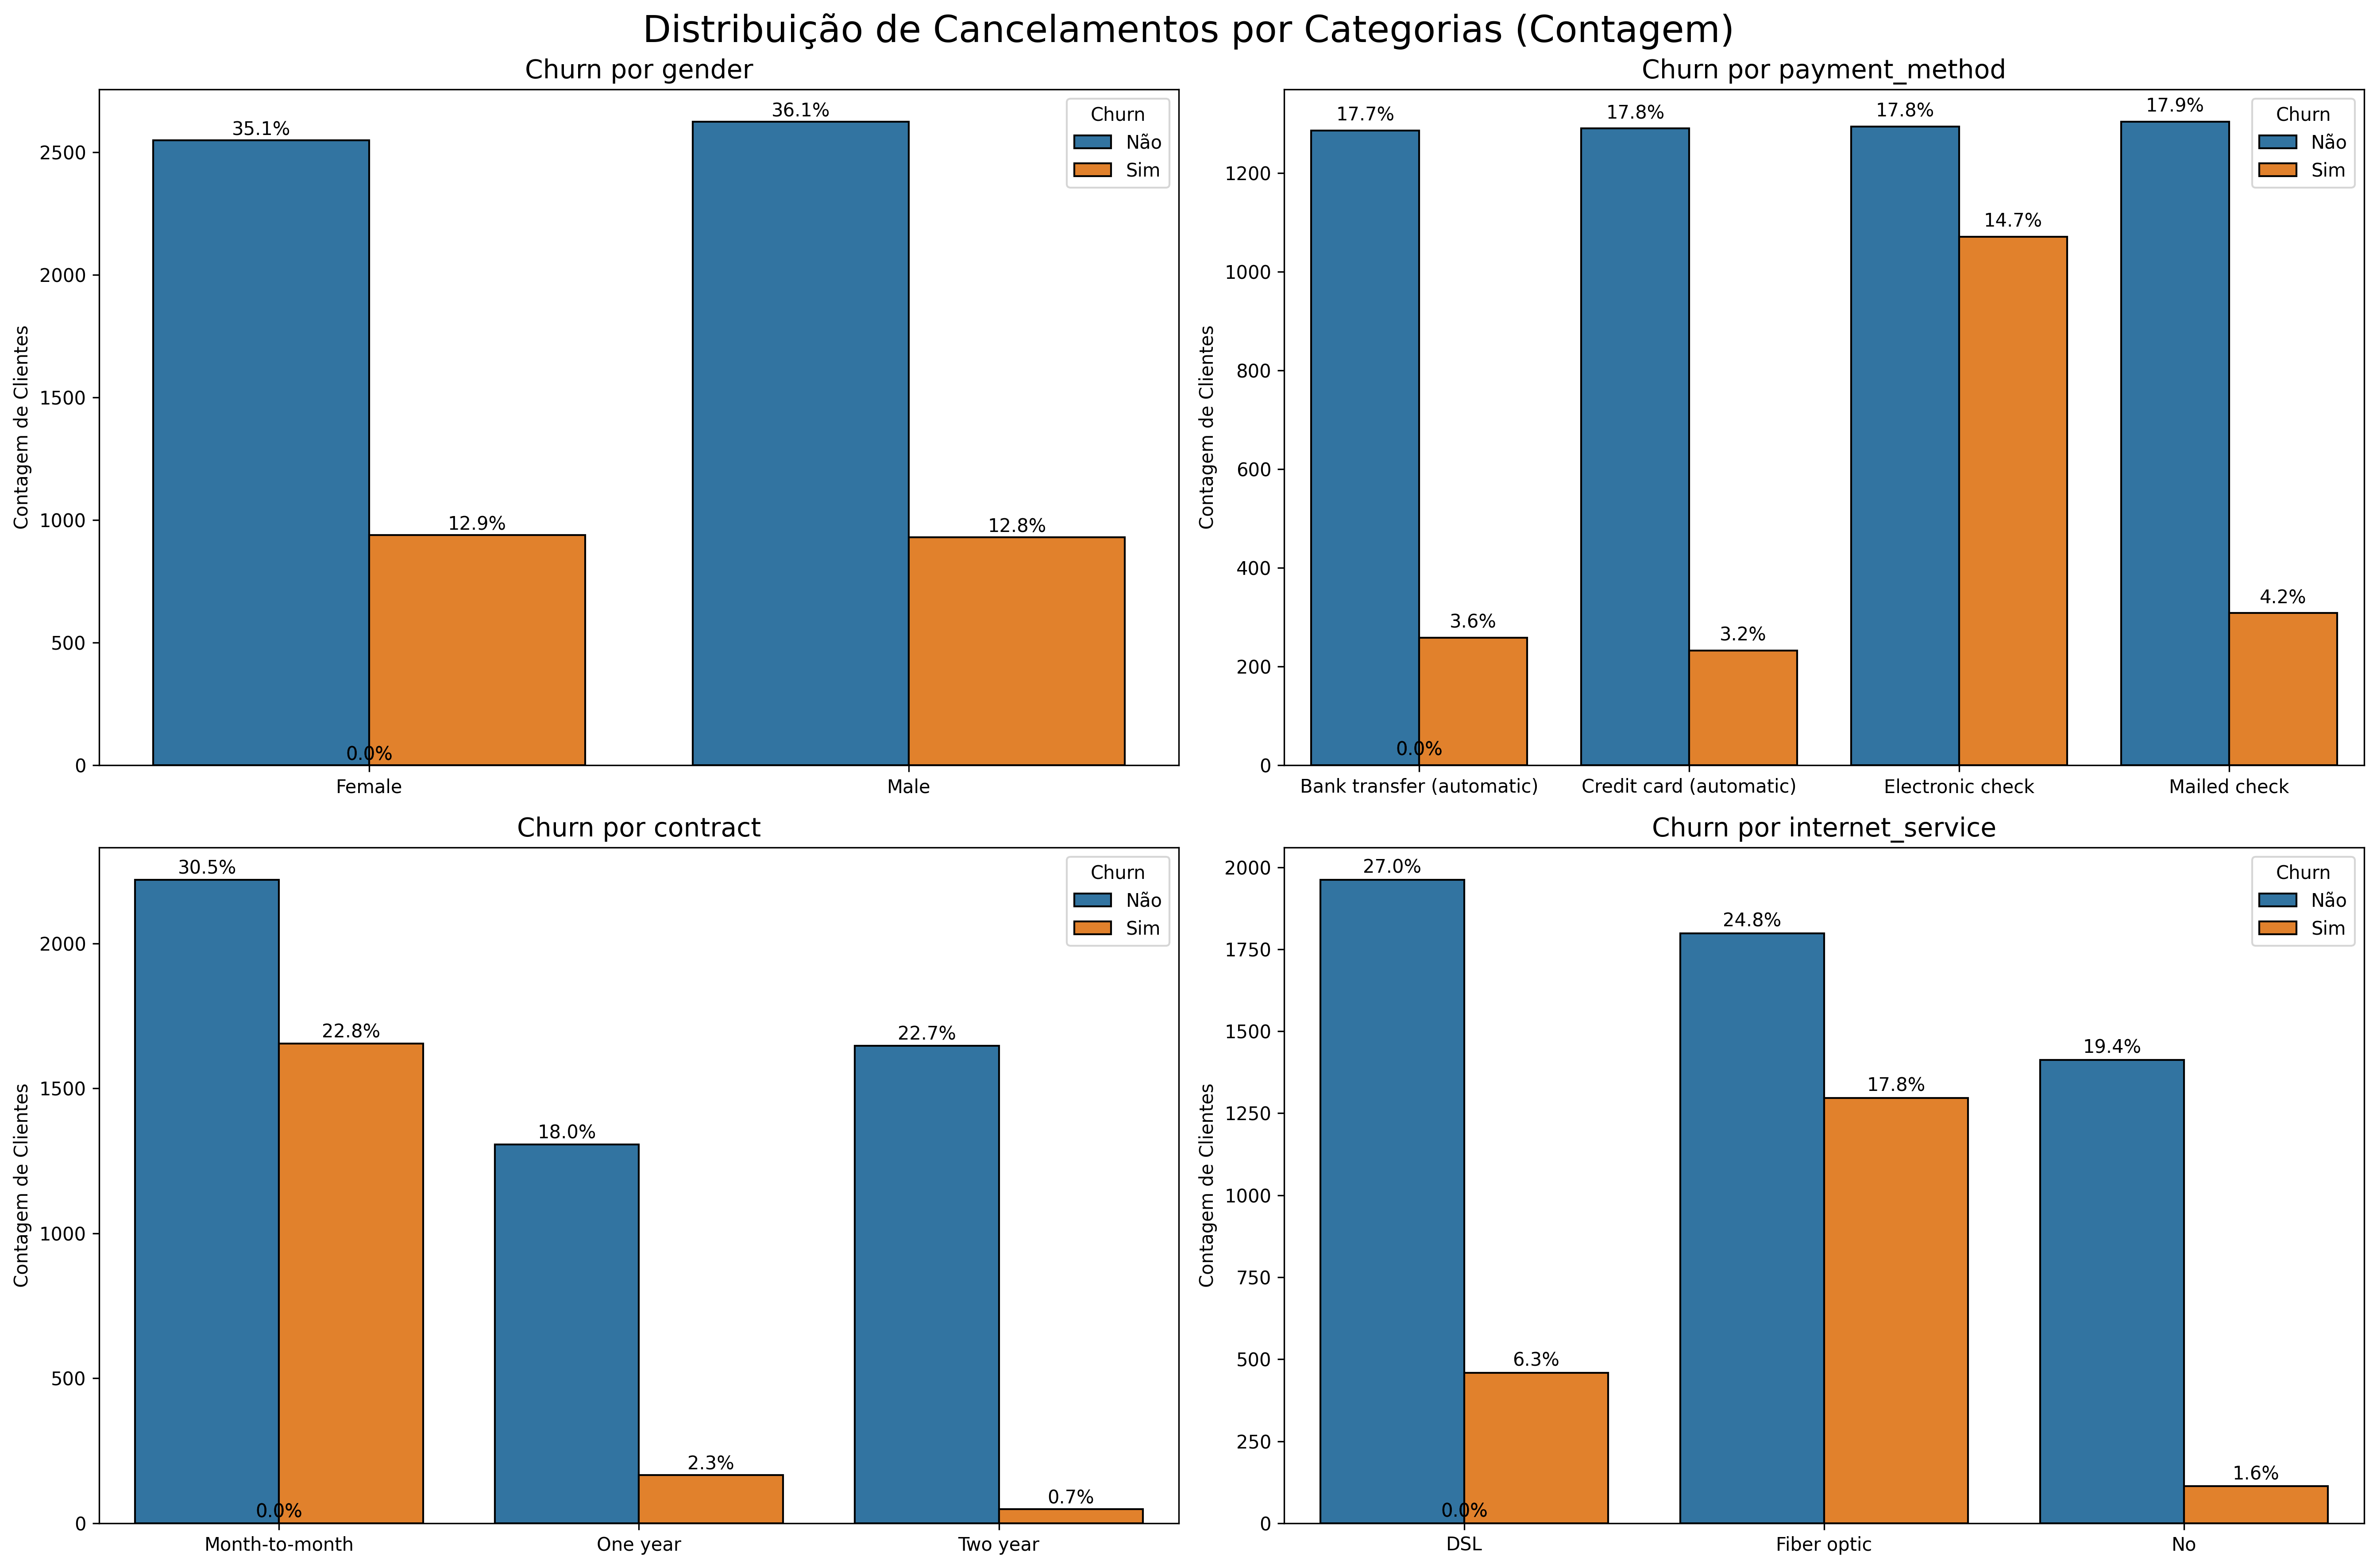 Distribuição de Cancelamentos por Categorias (Contagem)
Churn por gender
Contagem de Clientes
2500
2000
1500
1000
500
0
35.1%
12.9%
36.1%
12.8%
0.0%
Female
Male
Churn
Não
Sim
Churn por payment_method
Contagem de Clientes
1200
1000
800
600
400
200
0
17.7%
3.6%
17.8%
3.2%
17.8%
14.7%
17.9%
4.2%
0.0%
Bank transfer (automatic)
Credit card (automatic)
Electronic check
Mailed check
Churn
Não
Sim
Churn por contract
Contagem de Clientes
2000
1500
1000
500
0
30.5%
22.8%
18.0%
2.3%
22.7%
0.7%
0.0%
Month-to-month
One year
Two year
Churn
Não
Sim
Churn por internet_service
Contagem de Clientes
2000
1750
1500
1250
1000
750
500
250
0
27.0%
6.3%
24.8%
17.8%
19.4%
1.6%
0.0%
DSL
Fiber optic
No
Churn
Não
Sim